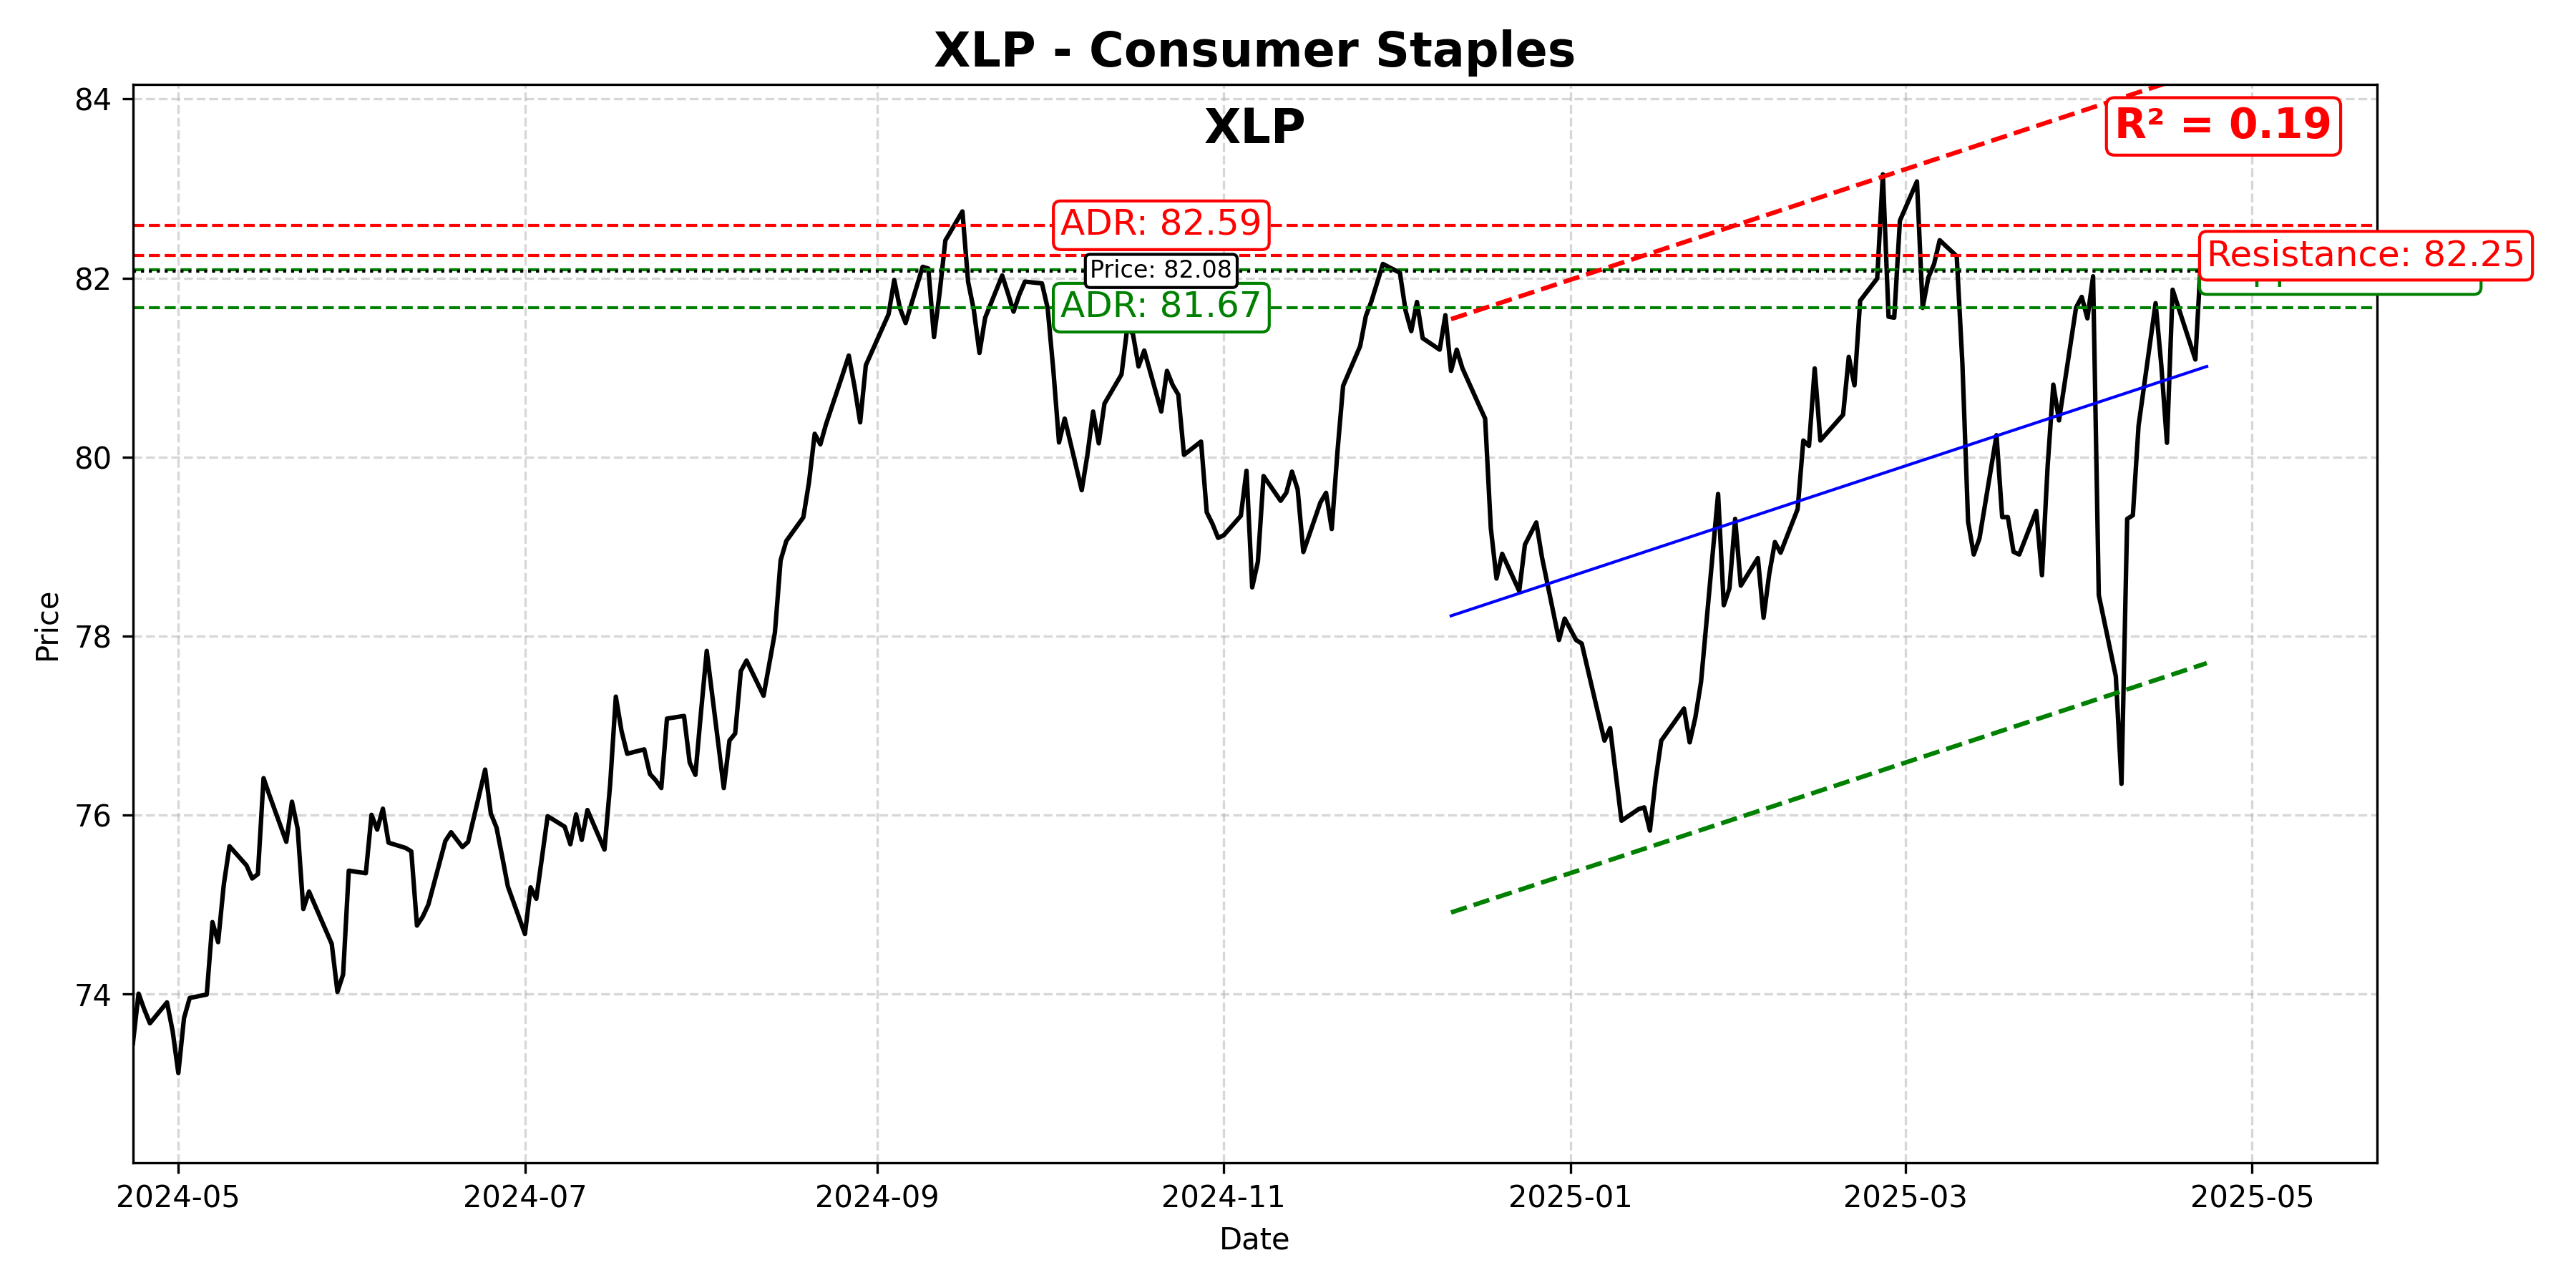 XLP - Consumer Staples
84
XLP
R² = 0.19
ADR: 82.59
Resistance: 82.25
82
Price: 82.08
ADR: 81.67
80
78
76
74
Price
2024-05
2024-07
2024-09
2024-11
2025-01
2025-03
2025-05
Date